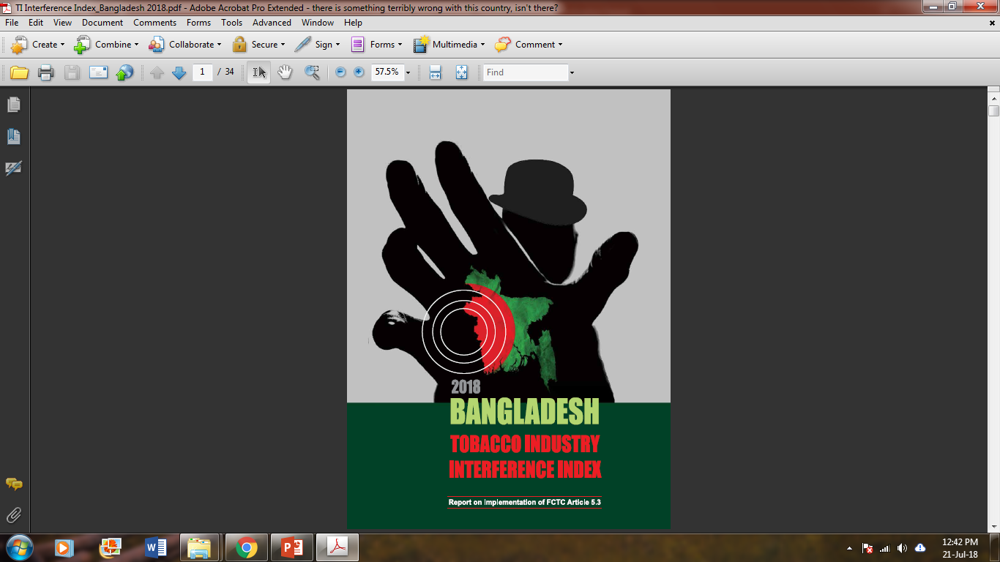 TI Interference Index_Bangladesh 2018.pdf - Adobe Acrobat Pro Extended - there is something terribly wrong with this country, isn't there?
File Edit View Document Comments Forms Tools Advanced Window Help
Create Combine Collaborate Secure Sign Forms Multimedia Comment
1 / 34 57.5% Find
2018
BANGLADESH
TOBACCO INDUSTRY
INTERFERENCE INDEX
Report on Implementation of FCTC Article 5.3
12:42 PM
21-Jul-18